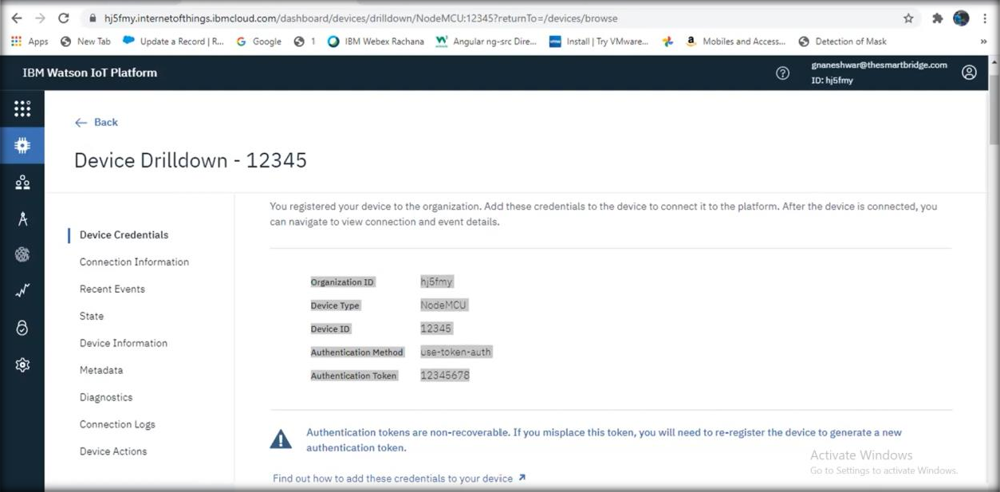 hj5fmy.internetofthings.ibmcloud.com/dashboard/devices/drilldown/NodeMCU:12345?returnTo=/devices/browse
Apps New Tab Update a Record | R... Google 1 IBM Webex Rachana Angular ng-src Dire... Install | Try VMware... Mobiles and Access... Detection of Mask »
IBM Watson IoT Platform
gnaneshwar@thesmartbridge.com
ID: hj5fmy
Back
Device Drilldown - 12345
Device Credentials
Connection Information
Recent Events
State
Device Information
Metadata
Diagnostics
Connection Logs
Device Actions
You registered your device to the organization. Add these credentials to the device to connect it to the platform. After the device is connected, you
can navigate to view connection and event details.
Organization ID hj5fmy
Device Type NodeMCU
Device ID 12345
Authentication Method use-token-auth
Authentication Token 12345678
Authentication tokens are non-recoverable. If you misplace this token, you will need to re-register the device to generate a new
authentication token.
Find out how to add these credentials to your device
Activate Windows
Go to Settings to activate Windows.